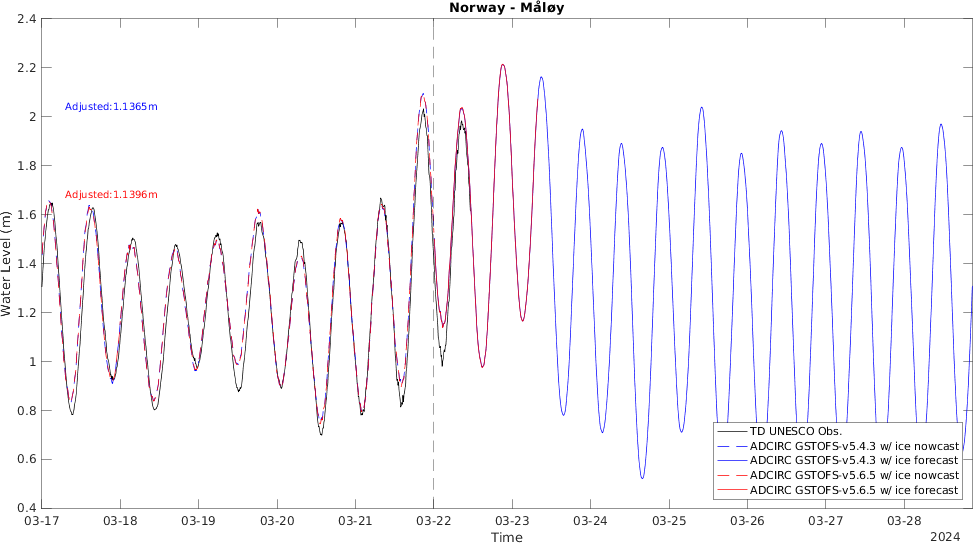 Norway - Måløy
2.4
2.2
2
1.8
1.6
1.4
1.2
1
0.8
0.6
0.4
Water Level (m)
Adjusted:1.1365m
Adjusted:1.1396m
TD UNESCO Obs.
ADCIRC GSTOFS-v5.4.3 w/ ice nowcast
ADCIRC GSTOFS-v5.4.3 w/ ice forecast
ADCIRC GSTOFS-v5.6.5 w/ ice nowcast
ADCIRC GSTOFS-v5.6.5 w/ ice forecast
03-17 03-18 03-19 03-20 03-21 03-22 03-23 03-24 03-25 03-26 03-27 03-28
Time
2024